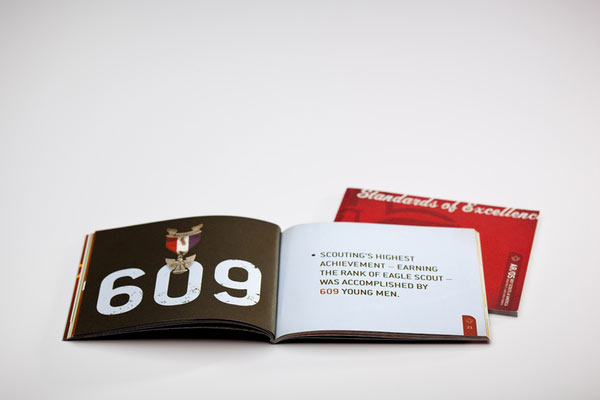 Standards of Excellence
609
• SCOUTING'S HIGHEST
ACHIEVEMENT – EARNING
THE RANK OF EAGLE SCOUT –
WAS ACCOMPLISHED BY
609 YOUNG MEN.